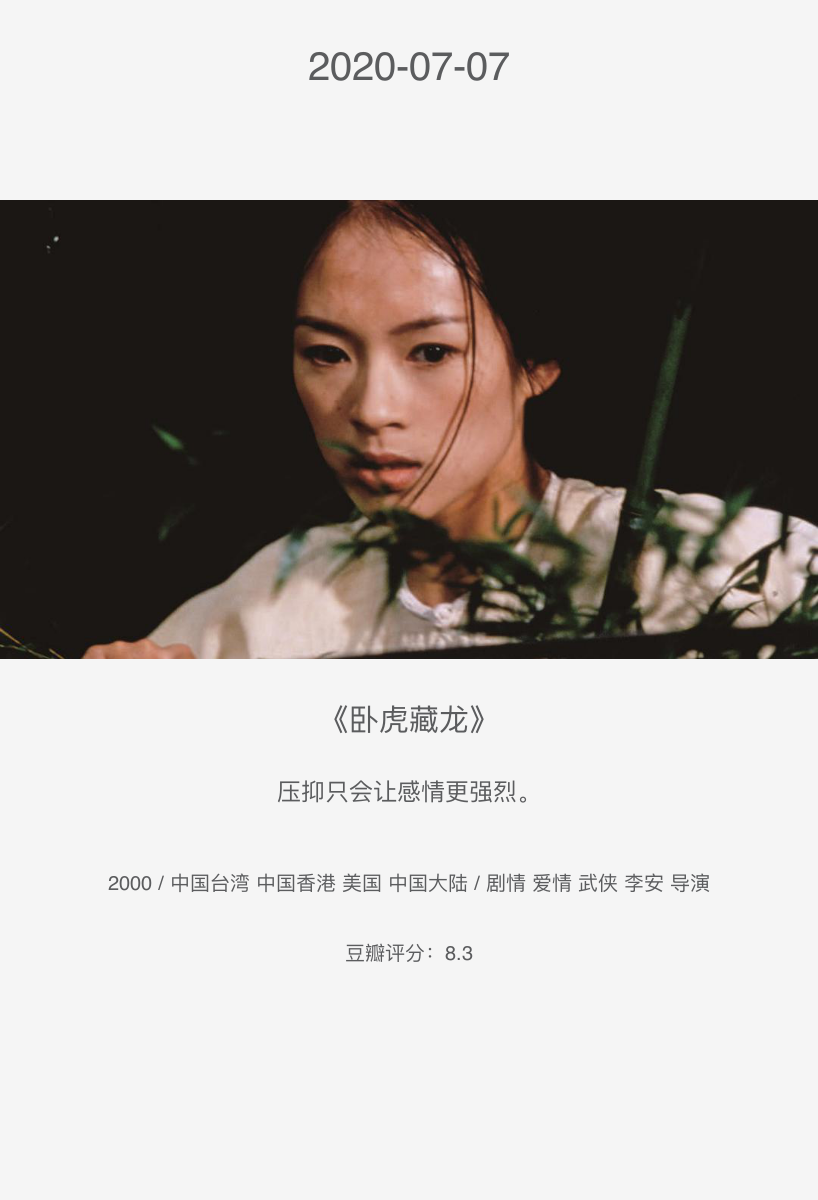 2020-07-07
《卧虎藏龙》
压抑只会让感情更强烈。
2000 / 中国台湾 中国香港 美国 中国大陆 / 剧情 爱情 武侠 李安 导演
豆瓣评分：8.3